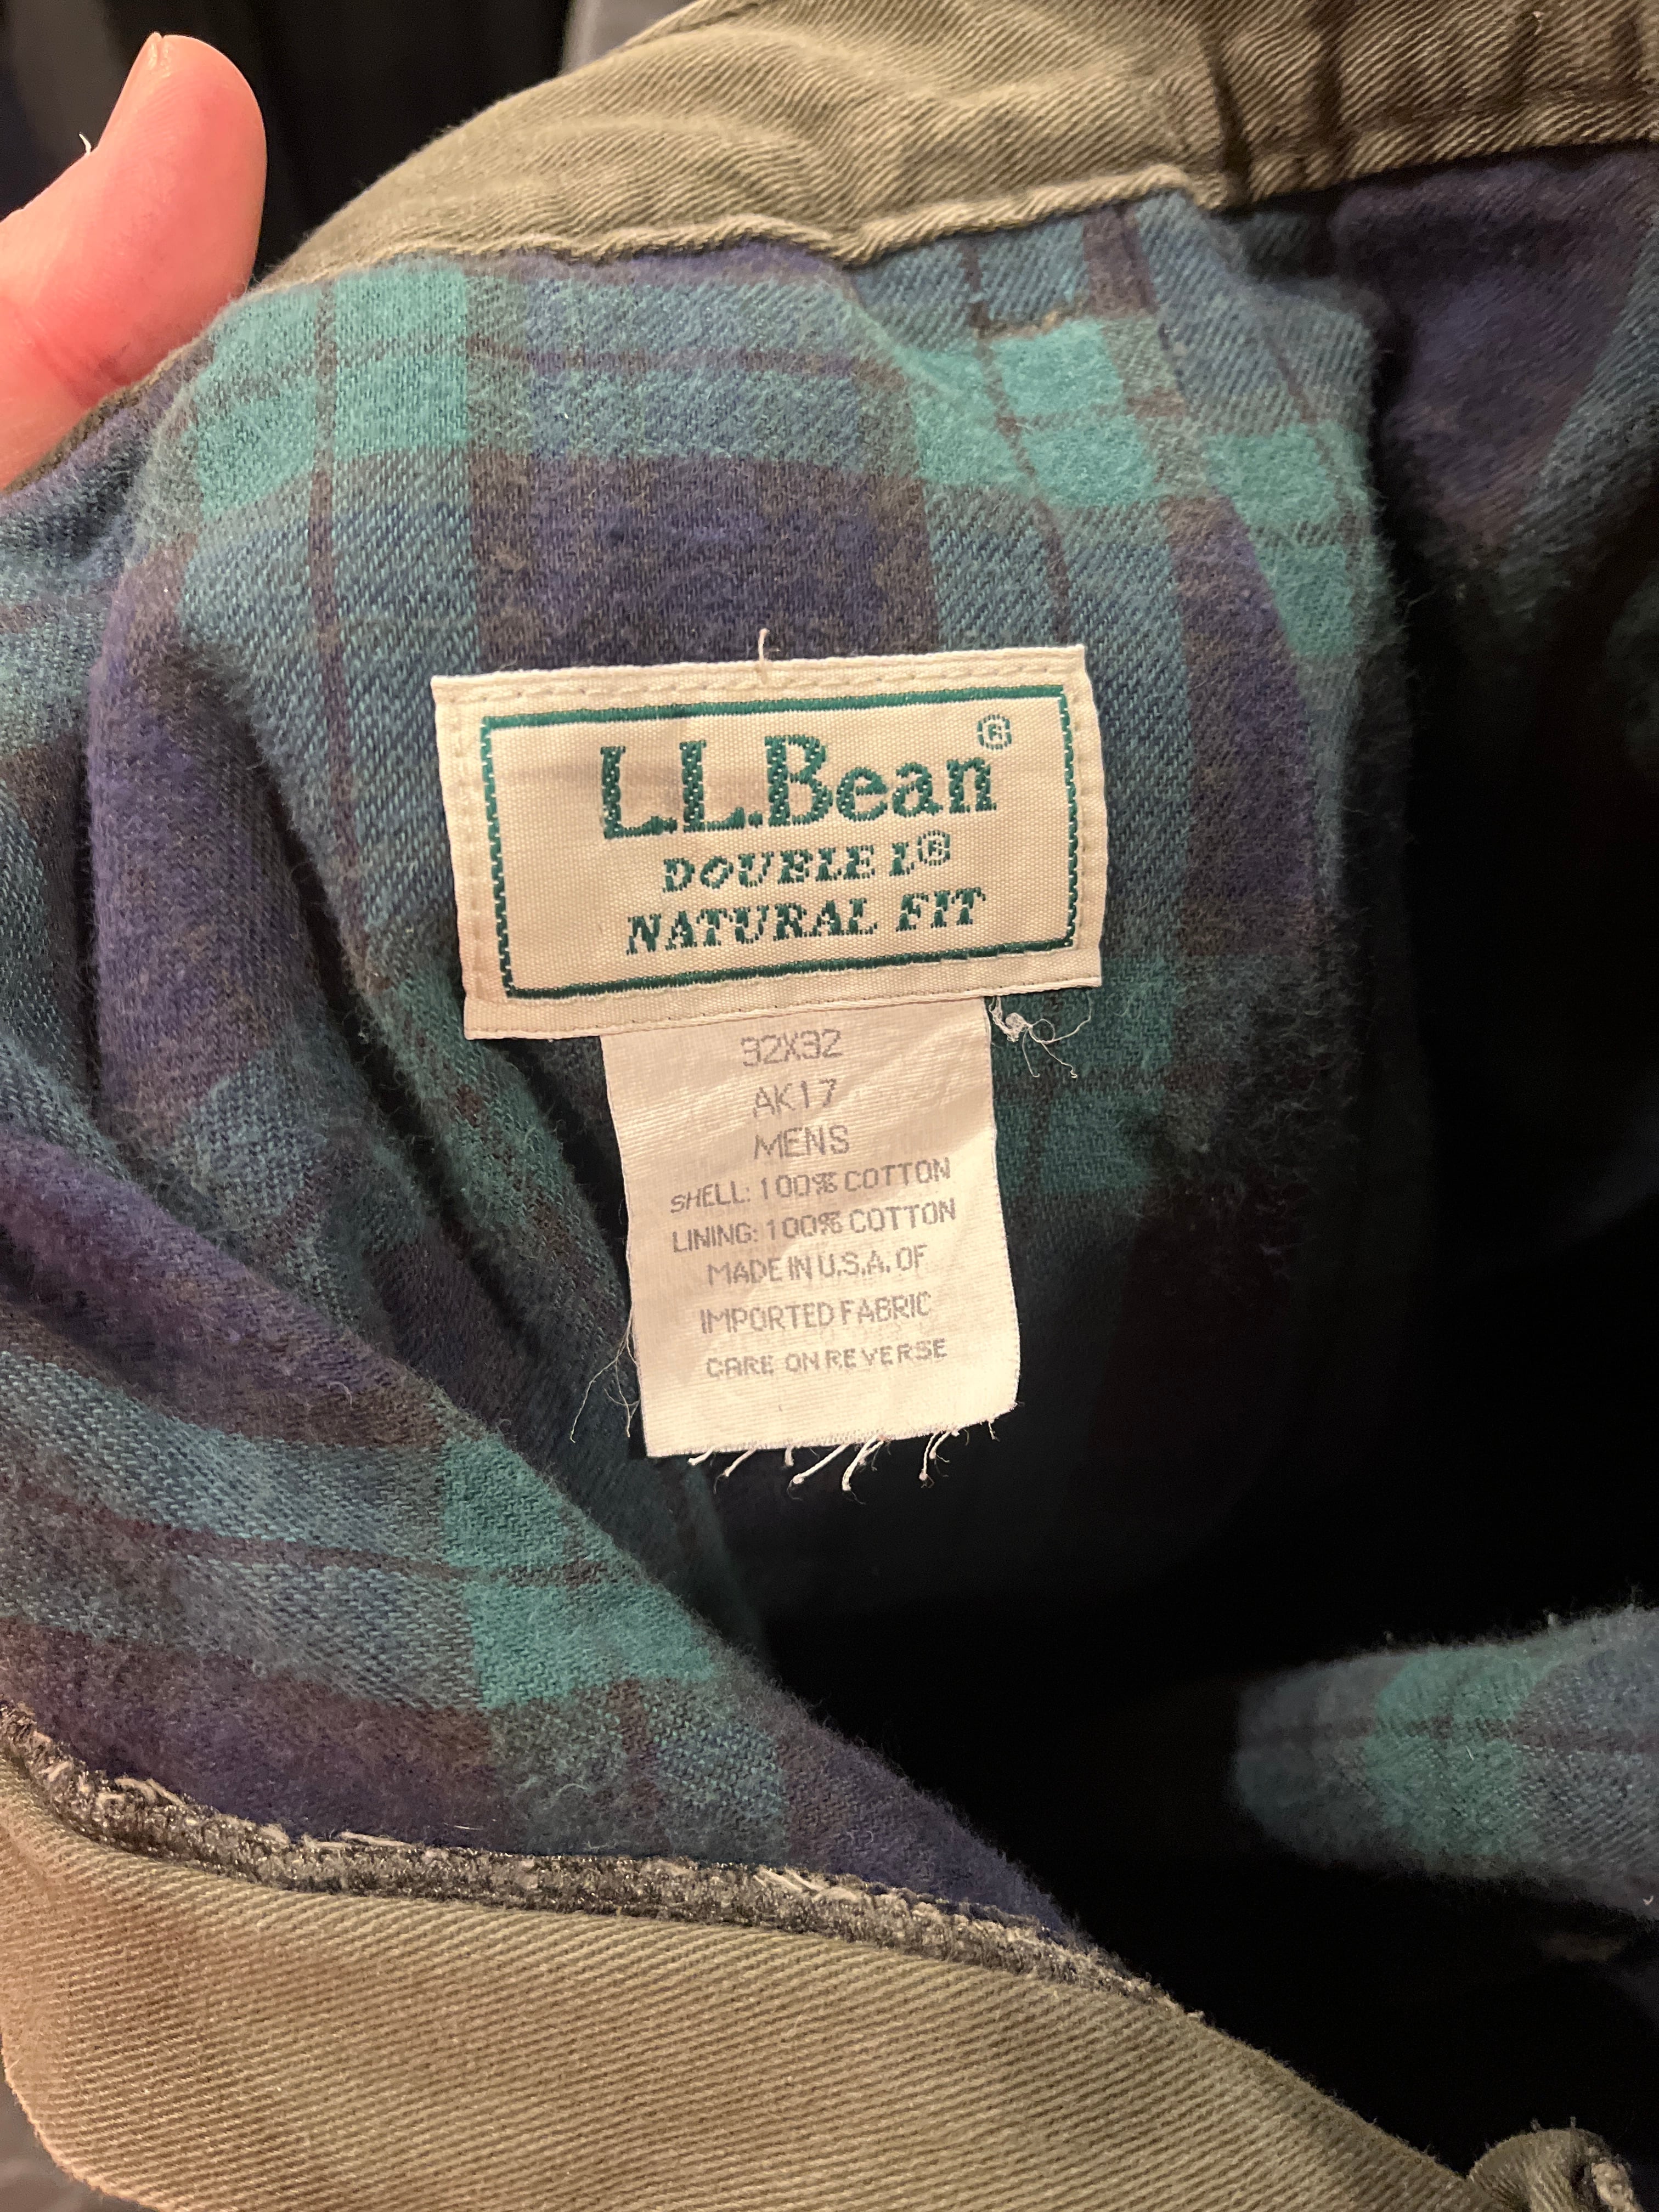 L.L.Bean®
DOUBLE L®
NATURAL FIT
32X32
AK17
MENS
SHELL: 100% COTTON
LINING: 100% COTTON
MADE IN U.S.A. OF
IMPORTED FABRIC
CARE ON REVERSE